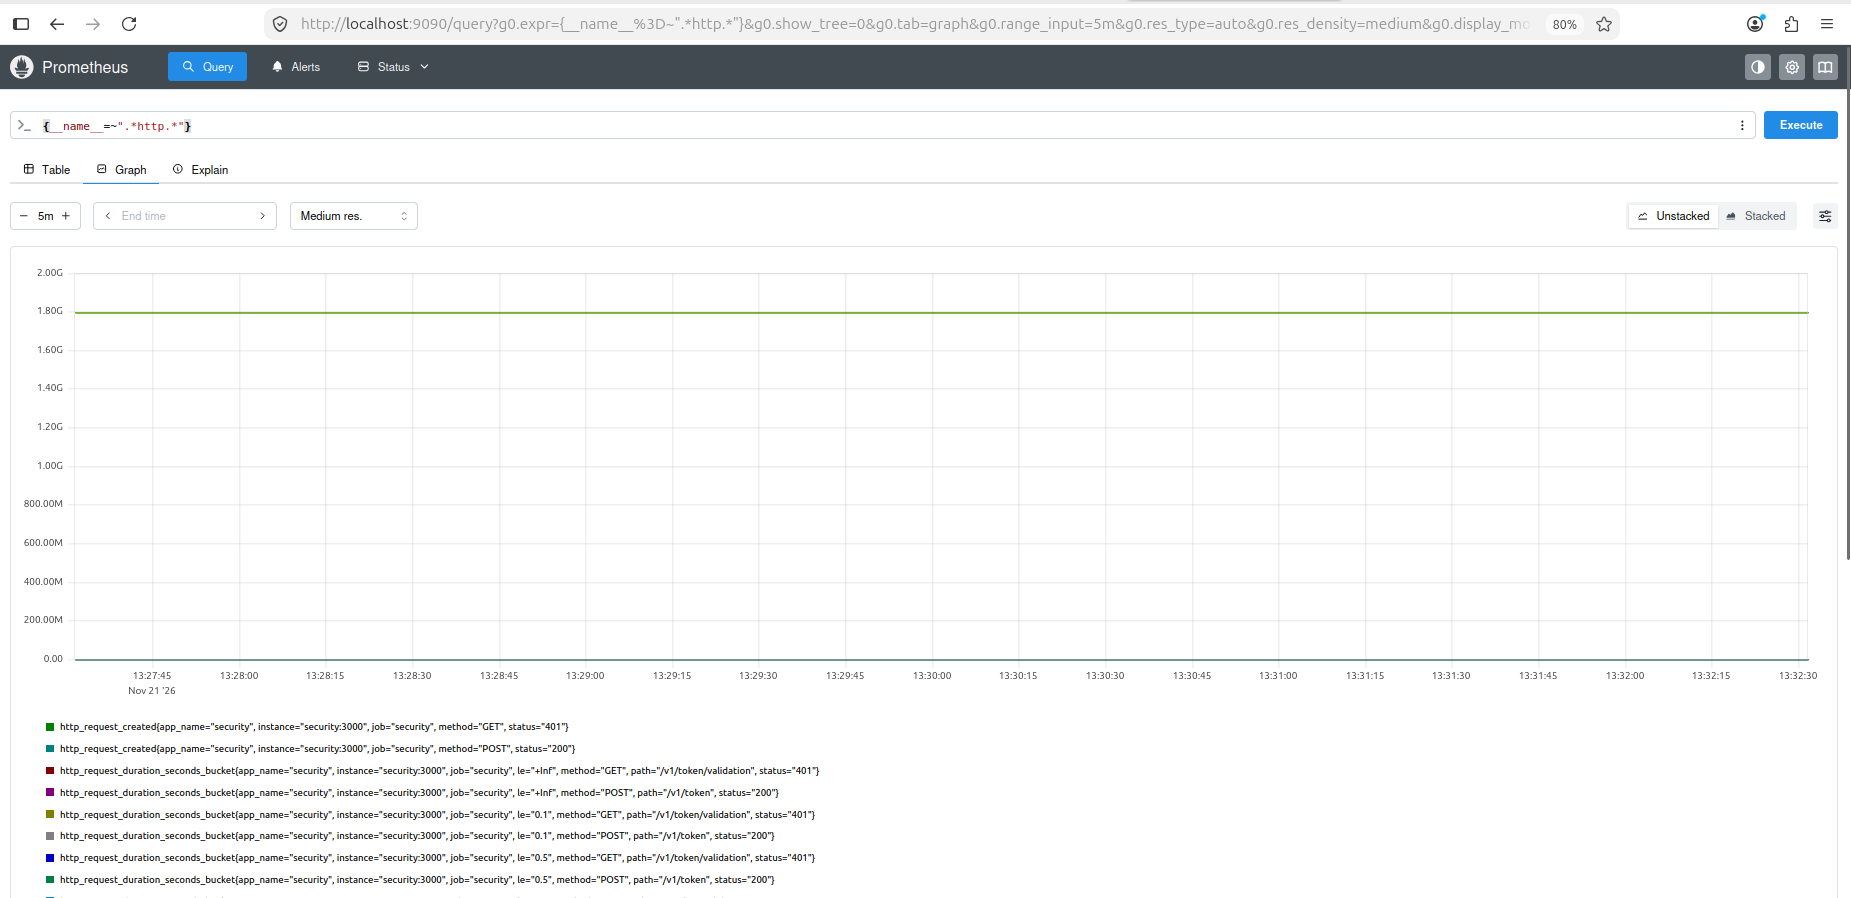 http://localhost:9090/query?g0.expr={__name__%3D~".*http.*"}&g0.show_tree=0&g0.tab=graph&g0.range_input=5m&g0.res_type=auto&g0.res_density=medium&g0.display_mo
80%
Prometheus
Query
Alerts
Status
{__name__=~".*http.*"}
Execute
Table
Graph
Explain
5m
End time
Medium res.
Unstacked
Stacked
2.00G
1.80G
1.60G
1.40G
1.20G
1.00G
800.00M
600.00M
400.00M
200.00M
0.00
13:27:45 13:28:00 13:28:15 13:28:30 13:28:45 13:29:00 13:29:15 13:29:30 13:29:45 13:30:00 13:30:15 13:30:30 13:30:45 13:31:00 13:31:15 13:31:30 13:31:45 13:32:00 13:32:15 13:32:30
Nov 21 '26
http_request_created{app_name="security", instance="security:3000", job="security", method="GET", status="401"}
http_request_created{app_name="security", instance="security:3000", job="security", method="POST", status="200"}
http_request_duration_seconds_bucket{app_name="security", instance="security:3000", job="security", le="+Inf", method="GET", path="/v1/token/validation", status="401"}
http_request_duration_seconds_bucket{app_name="security", instance="security:3000", job="security", le="+Inf", method="POST", path="/v1/token", status="200"}
http_request_duration_seconds_bucket{app_name="security", instance="security:3000", job="security", le="0.1", method="GET", path="/v1/token/validation", status="401"}
http_request_duration_seconds_bucket{app_name="security", instance="security:3000", job="security", le="0.1", method="POST", path="/v1/token", status="200"}
http_request_duration_seconds_bucket{app_name="security", instance="security:3000", job="security", le="0.5", method="GET", path="/v1/token/validation", status="401"}
http_request_duration_seconds_bucket{app_name="security", instance="security:3000", job="security", le="0.5", method="POST", path="/v1/token", status="200"}